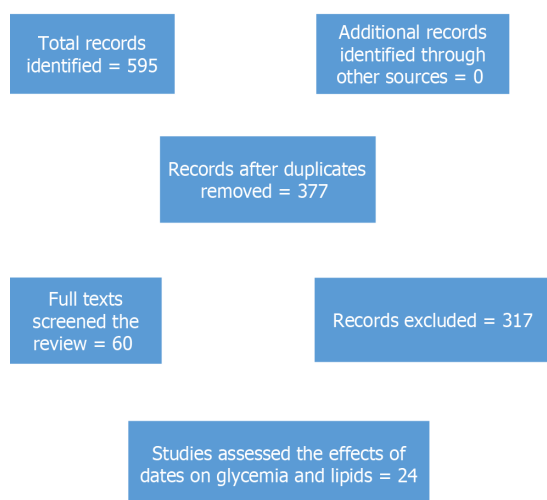 Total records
identified = 595
Additional records
identified through
other sources = 0
Records after duplicates
removed = 377
Full texts
screened the
review = 60
Records excluded = 317
Studies assessed the effects of
dates on glycemia and lipids = 24